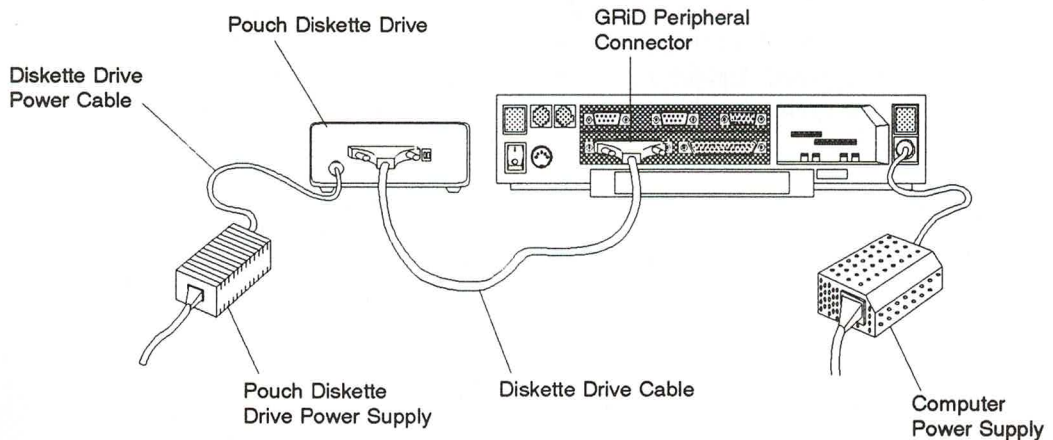 GRiD Peripheral
Connector
Pouch Diskette Drive
Diskette Drive
Power Cable
Pouch Diskette
Drive Power Supply
Diskette Drive Cable
Computer
Power Supply